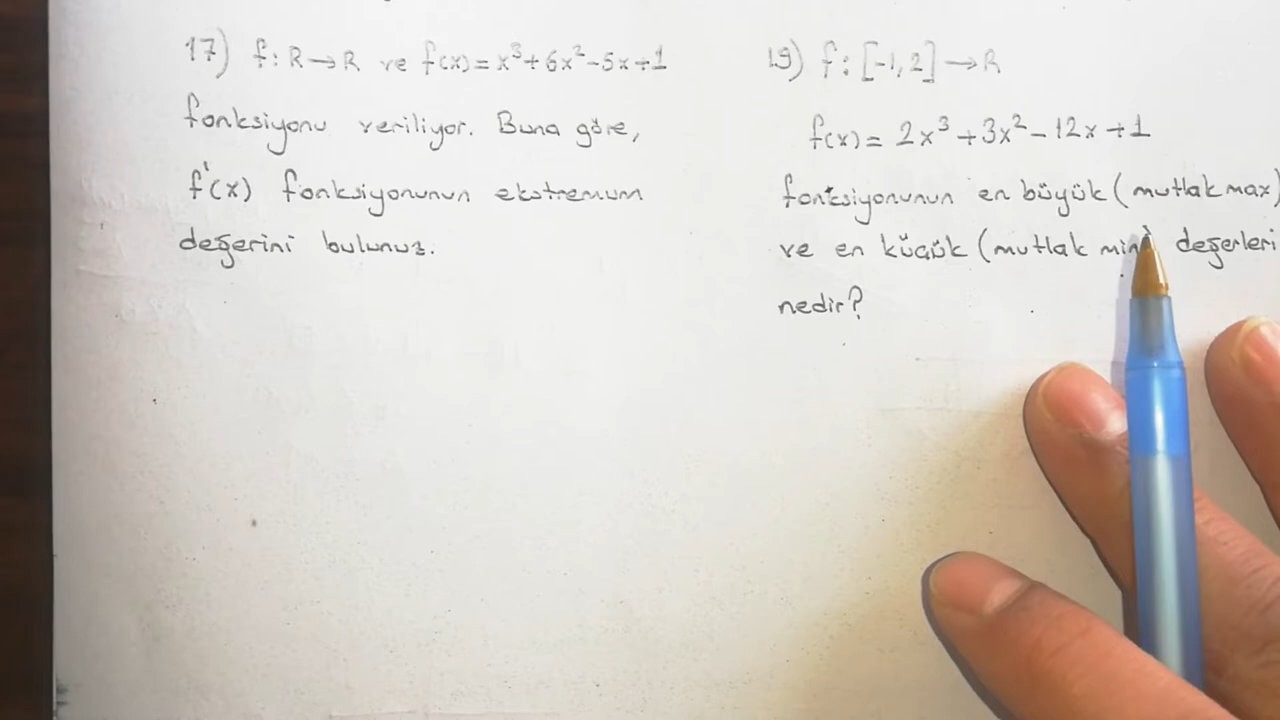 17) f: R→R ve f(x)= x³+6x²-5x+1
fonksiyonu veriliyor. Buna göre,
f'(x) fonksiyonunun ekstremum
değerini bulunuz.
19) f: [-1,2] →R
f(x)= 2x³+3x²-12x+1
fonksiyonunun en büyük (mutlak max)
ve en küçük (mutlak min) değerleri
nedir?